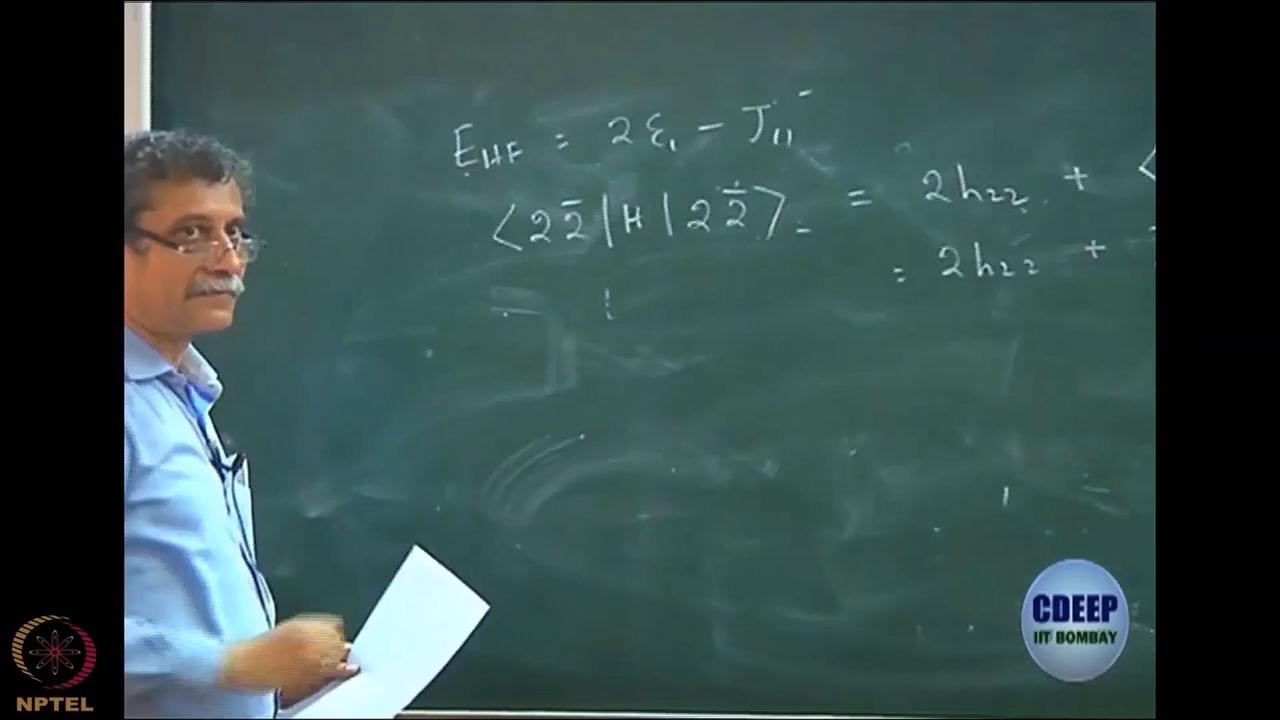 E_HF = 2ε₁ − J₁₁
⟨2 2̄ | H | 2 2̄⟩ = 2h₂₂ + ⟨
= 2h₂₂ +
CDEEP
IIT BOMBAY
NPTEL